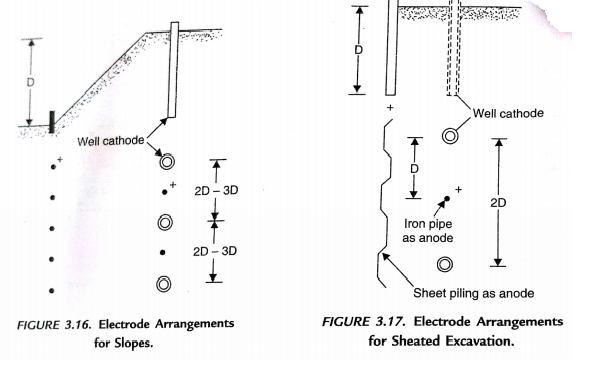 D
Well cathode
+
+
2D – 3D
2D – 3D
FIGURE 3.16. Electrode Arrangements
for Slopes.
D
+
Well cathode
D
+
2D
Iron pipe
as anode
Sheet piling as anode
FIGURE 3.17. Electrode Arrangements
for Sheated Excavation.